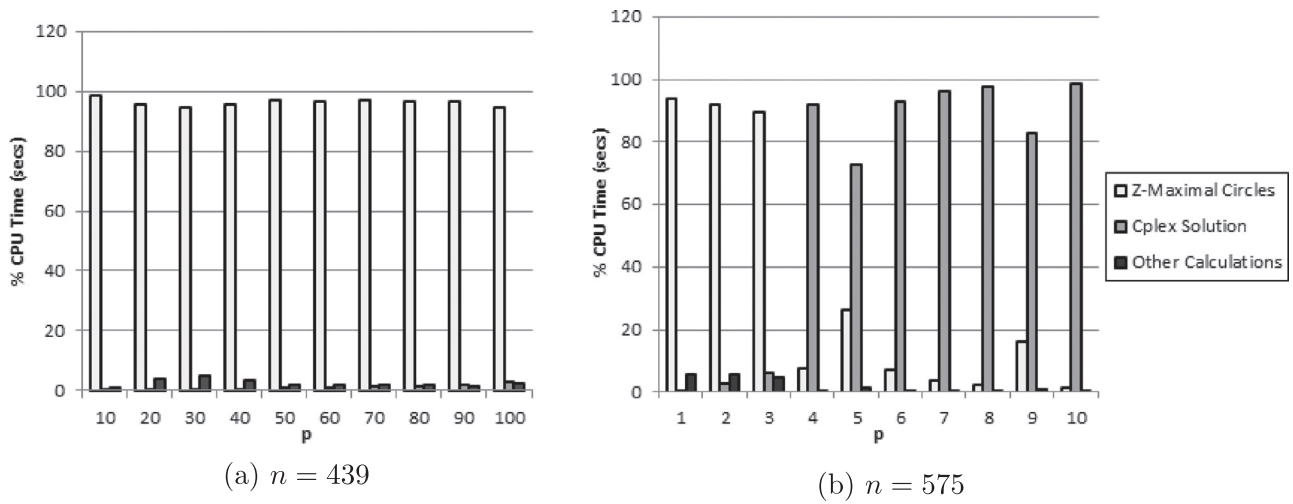 120
100
80
60
40
20
0
% CPU Time (secs)
10 20 30 40 50 60 70 80 90 100
p
(a) n = 439
120
100
80
60
40
20
0
% CPU Time (secs)
1 2 3 4 5 6 7 8 9 10
p
(b) n = 575
Z-Maximal Circles
Cplex Solution
Other Calculations